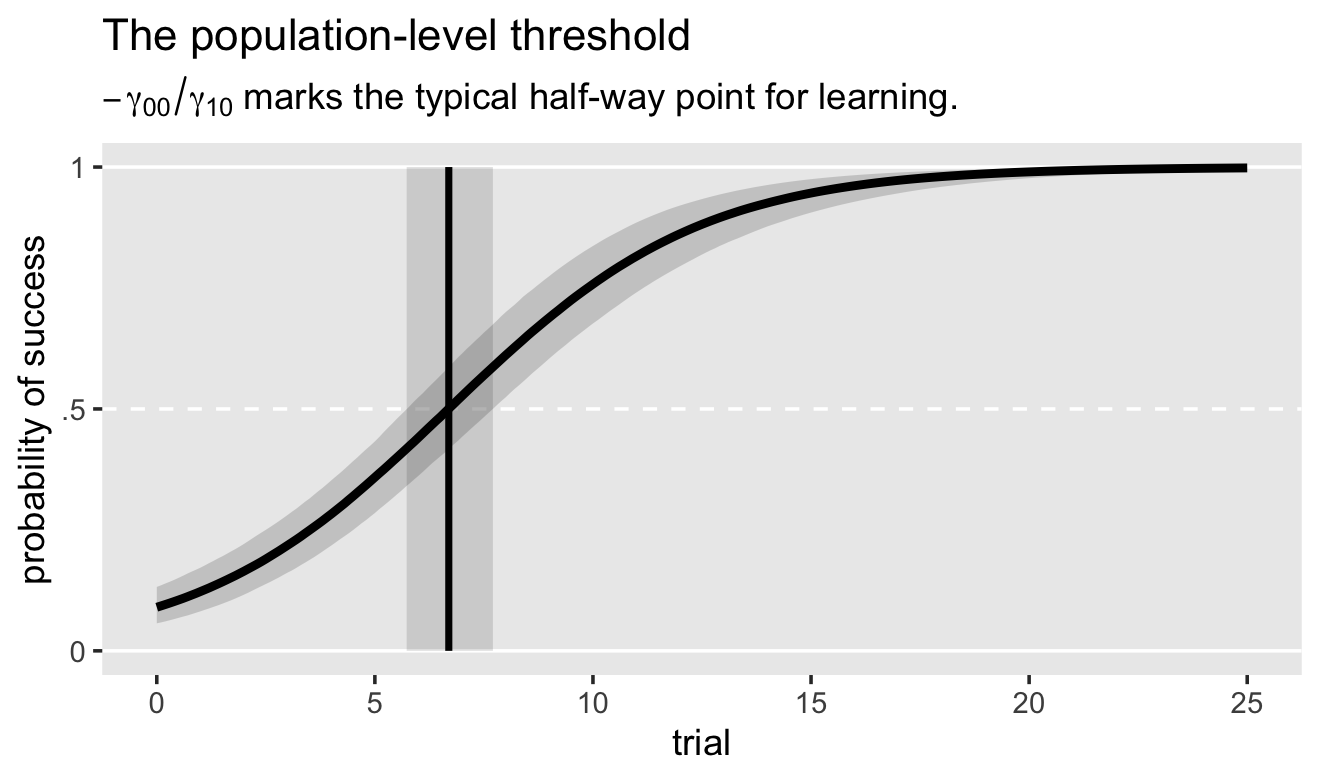 The population-level threshold
−γ00/γ10 marks the typical half-way point for learning.
probability of success
1
.5
0
0 5 10 15 20 25
trial